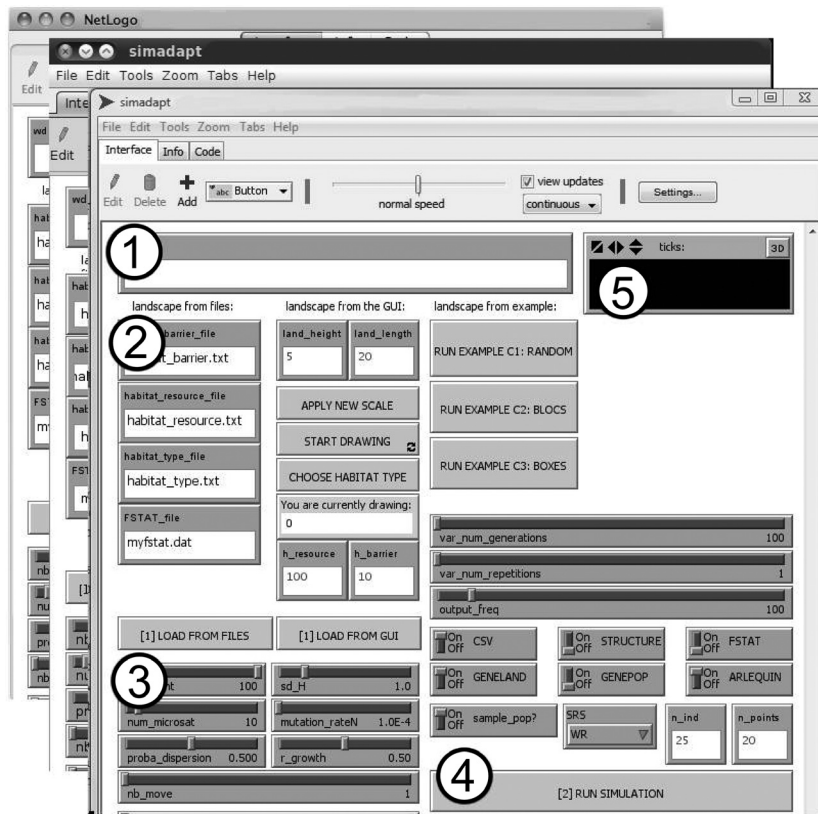 NetLogo
simadapt
File Edit Tools Zoom Tabs Help
simadapt
File Edit Tools Zoom Tabs Help
Interface Info Code
Edit Delete Add abc Button normal speed view updates continuous Settings...
Edit
Edit
1
ticks: 3D
5
landscape from files: landscape from the GUI: landscape from example:
2
barrier_file land_height land_length
_barrier.txt 5 20 RUN EXAMPLE C1: RANDOM
habitat_resource_file
habitat_resource.txt
APPLY NEW SCALE
RUN EXAMPLE C2: BLOCS
START DRAWING
habitat_type_file
habitat_type.txt
CHOOSE HABITAT TYPE
RUN EXAMPLE C3: BOXES
You are currently drawing:
0
FSTAT_file
myfstat.dat
h_resource h_barrier
100 10
var_num_generations 100
var_num_repetitions 1
output_freq 100
[1] LOAD FROM FILES [1] LOAD FROM GUI
On Off CSV On Off STRUCTURE On Off FSTAT
On Off GENELAND On Off GENEPOP On Off ARLEQUIN
3
100 sd_H 1.0
num_microsat 10 mutation_rateN 1.0E-4
On Off sample_pop? SRS WR n_ind 25 n_points 20
proba_dispersion 0.500 r_growth 0.50
nb_move 1
4
[2] RUN SIMULATION